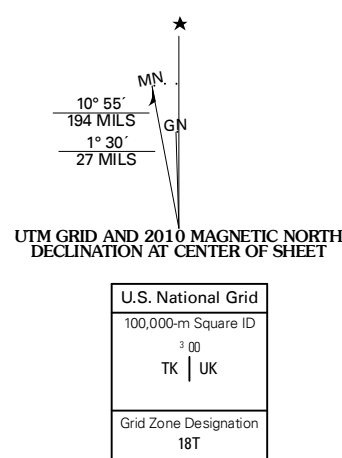 MN
10° 55´
194 MILS
GN
1° 30´
27 MILS
UTM GRID AND 2010 MAGNETIC NORTH
DECLINATION AT CENTER OF SHEET
U.S. National Grid
100,000-m Square ID
3 00
TK | UK
Grid Zone Designation
18T